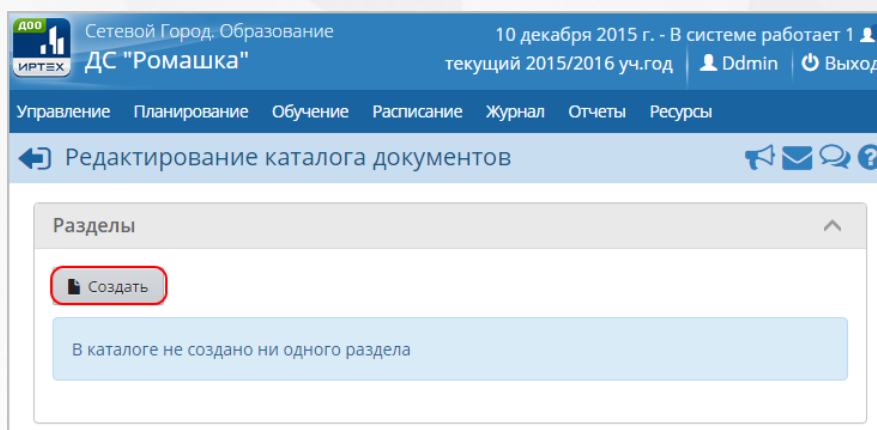 ДОО
ИРТЕХ
Сетевой Город. Образование
ДС "Ромашка"
10 декабря 2015 г. - В системе работает 1
текущий 2015/2016 уч.год Ddmin Выход
Управление Планирование Обучение Расписание Журнал Отчеты Ресурсы
Редактирование каталога документов
Разделы
Создать
В каталоге не создано ни одного раздела